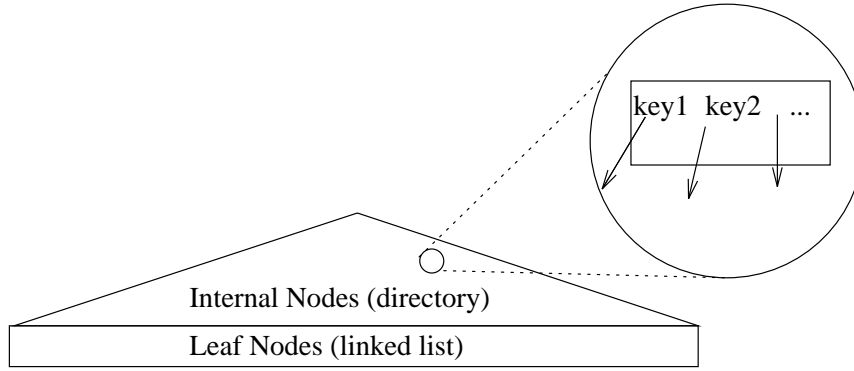 key1 key2 ...
Internal Nodes (directory)
Leaf Nodes (linked list)